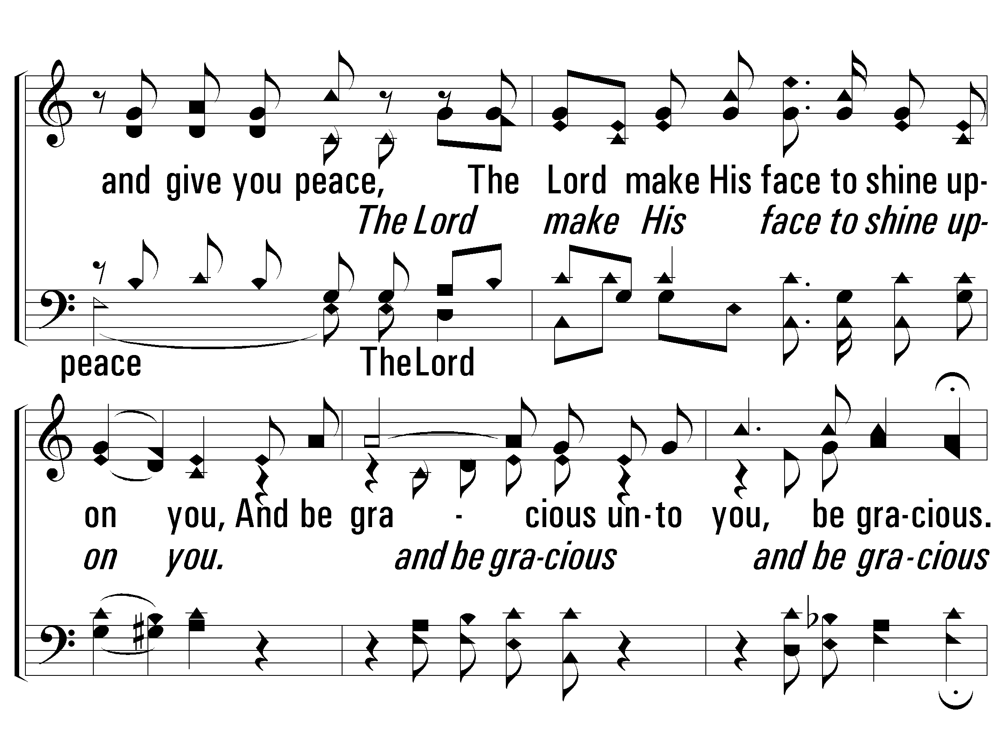 and give you peace, The Lord make His face to shine up-
The Lord make His face to shine up-
peace The Lord
on you, And be gra - cious un-to you, be gra-cious.
on you. and be gra-cious and be gra-cious